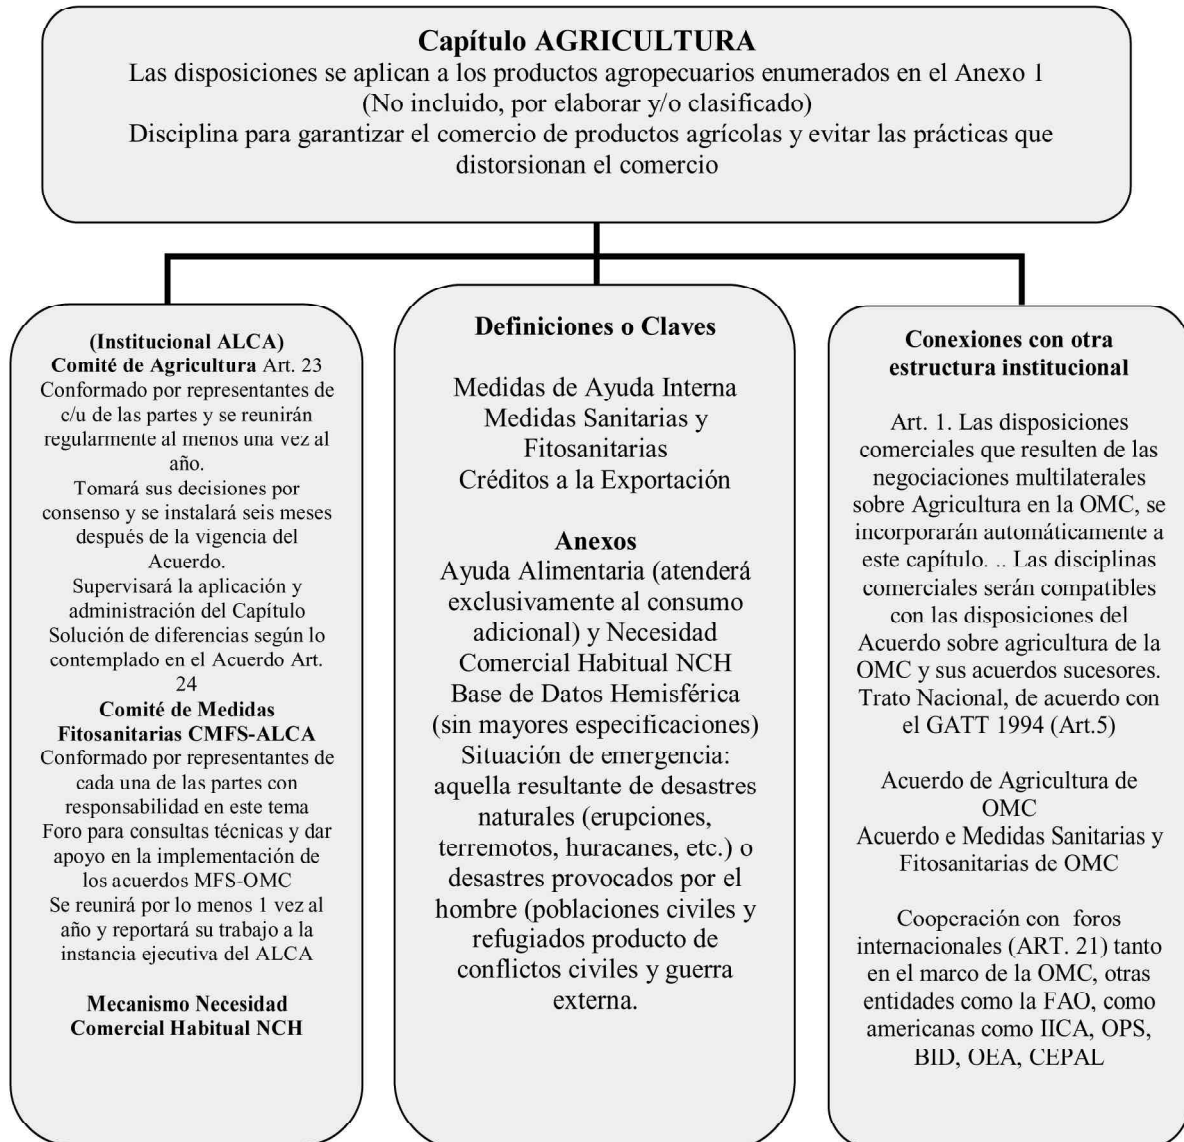 Capítulo AGRICULTURA
Las disposiciones se aplican a los productos agropecuarios enumerados en el Anexo 1
(No incluido, por elaborar y/o clasificado)
Disciplina para garantizar el comercio de productos agrícolas y evitar las prácticas que
distorsionan el comercio
(Institucional ALCA)
Comité de Agricultura Art. 23
Conformado por representantes de
c/u de las partes y se reunirán
regularmente al menos una vez al
año.
Tomará sus decisiones por
consenso y se instalará seis meses
después de la vigencia del
Acuerdo.
Supervisará la aplicación y
administración del Capítulo
Solución de diferencias según lo
contemplado en el Acuerdo Art.
24
Comité de Medidas
Fitosanitarias CMFS-ALCA
Conformado por representantes de
cada una de las partes con
responsabilidad en este tema
Foro para consultas técnicas y dar
apoyo en la implementación de
los acuerdos MFS-OMC
Se reunirá por lo menos 1 vez al
año y reportará su trabajo a la
instancia ejecutiva del ALCA
Mecanismo Necesidad
Comercial Habitual NCH
Definiciones o Claves
Medidas de Ayuda Interna
Medidas Sanitarias y
Fitosanitarias
Créditos a la Exportación
Anexos
Ayuda Alimentaria (atenderá
exclusivamente al consumo
adicional) y Necesidad
Comercial Habitual NCH
Base de Datos Hemisférica
(sin mayores especificaciones)
Situación de emergencia:
aquella resultante de desastres
naturales (erupciones,
terremotos, huracanes, etc.) o
desastres provocados por el
hombre (poblaciones civiles y
refugiados producto de
conflictos civiles y guerra
externa.
Conexiones con otra
estructura institucional
Art. 1. Las disposiciones
comerciales que resulten de las
negociaciones multilaterales
sobre Agricultura en la OMC, se
incorporarán automáticamente a
este capítulo. .. Las disciplinas
comerciales serán compatibles
con las disposiciones del
Acuerdo sobre agricultura de la
OMC y sus acuerdos sucesores.
Trato Nacional, de acuerdo con
el GATT 1994 (Art.5)
Acuerdo de Agricultura de
OMC
Acuerdo e Medidas Sanitarias y
Fitosanitarias de OMC
Cooperación con foros
internacionales (ART. 21) tanto
en el marco de la OMC, otras
entidades como la FAO, como
americanas como IICA, OPS,
BID, OEA, CEPAL